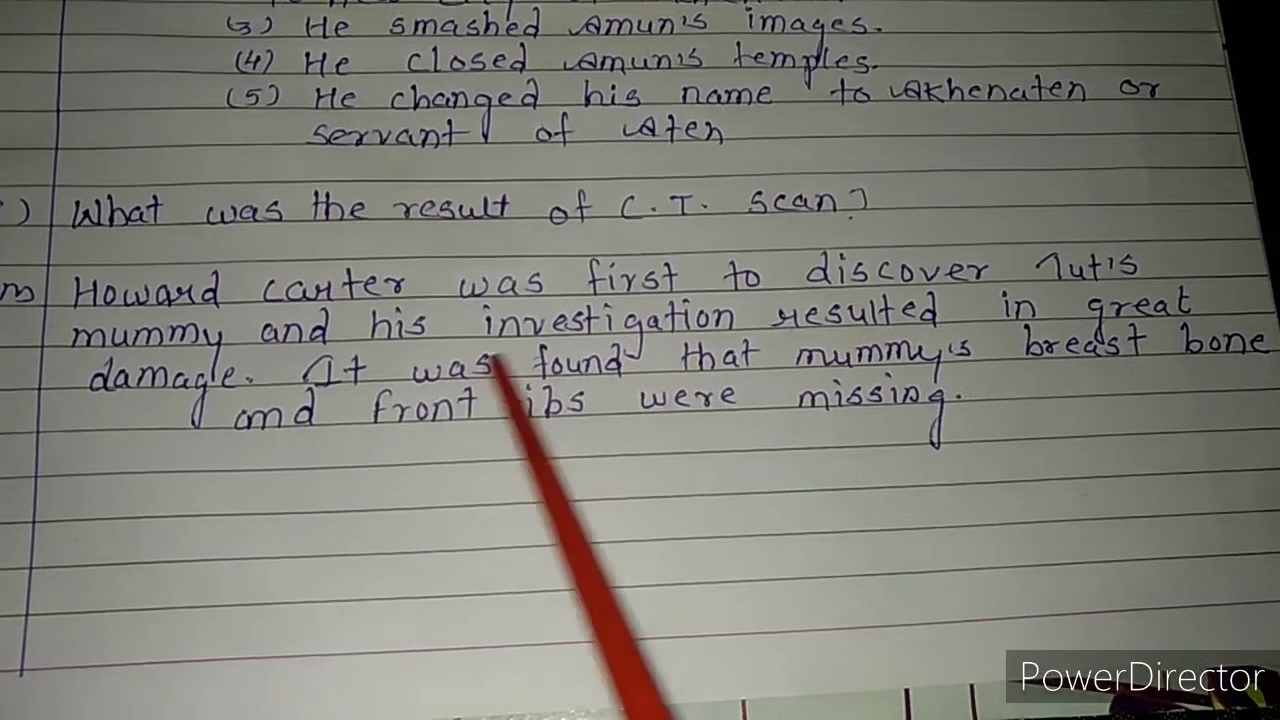 (3) He smashed Amun's images.
(4) He closed Amun's temples.
(5) He changed his name to Akhenaten or
servant of Aten
) What was the result of C.T. scan?
Howard carter was first to discover Tut's
mummy and his investigation resulted in great
damage. It was found that mummy's breast bone
and front ribs were missing.
PowerDirector